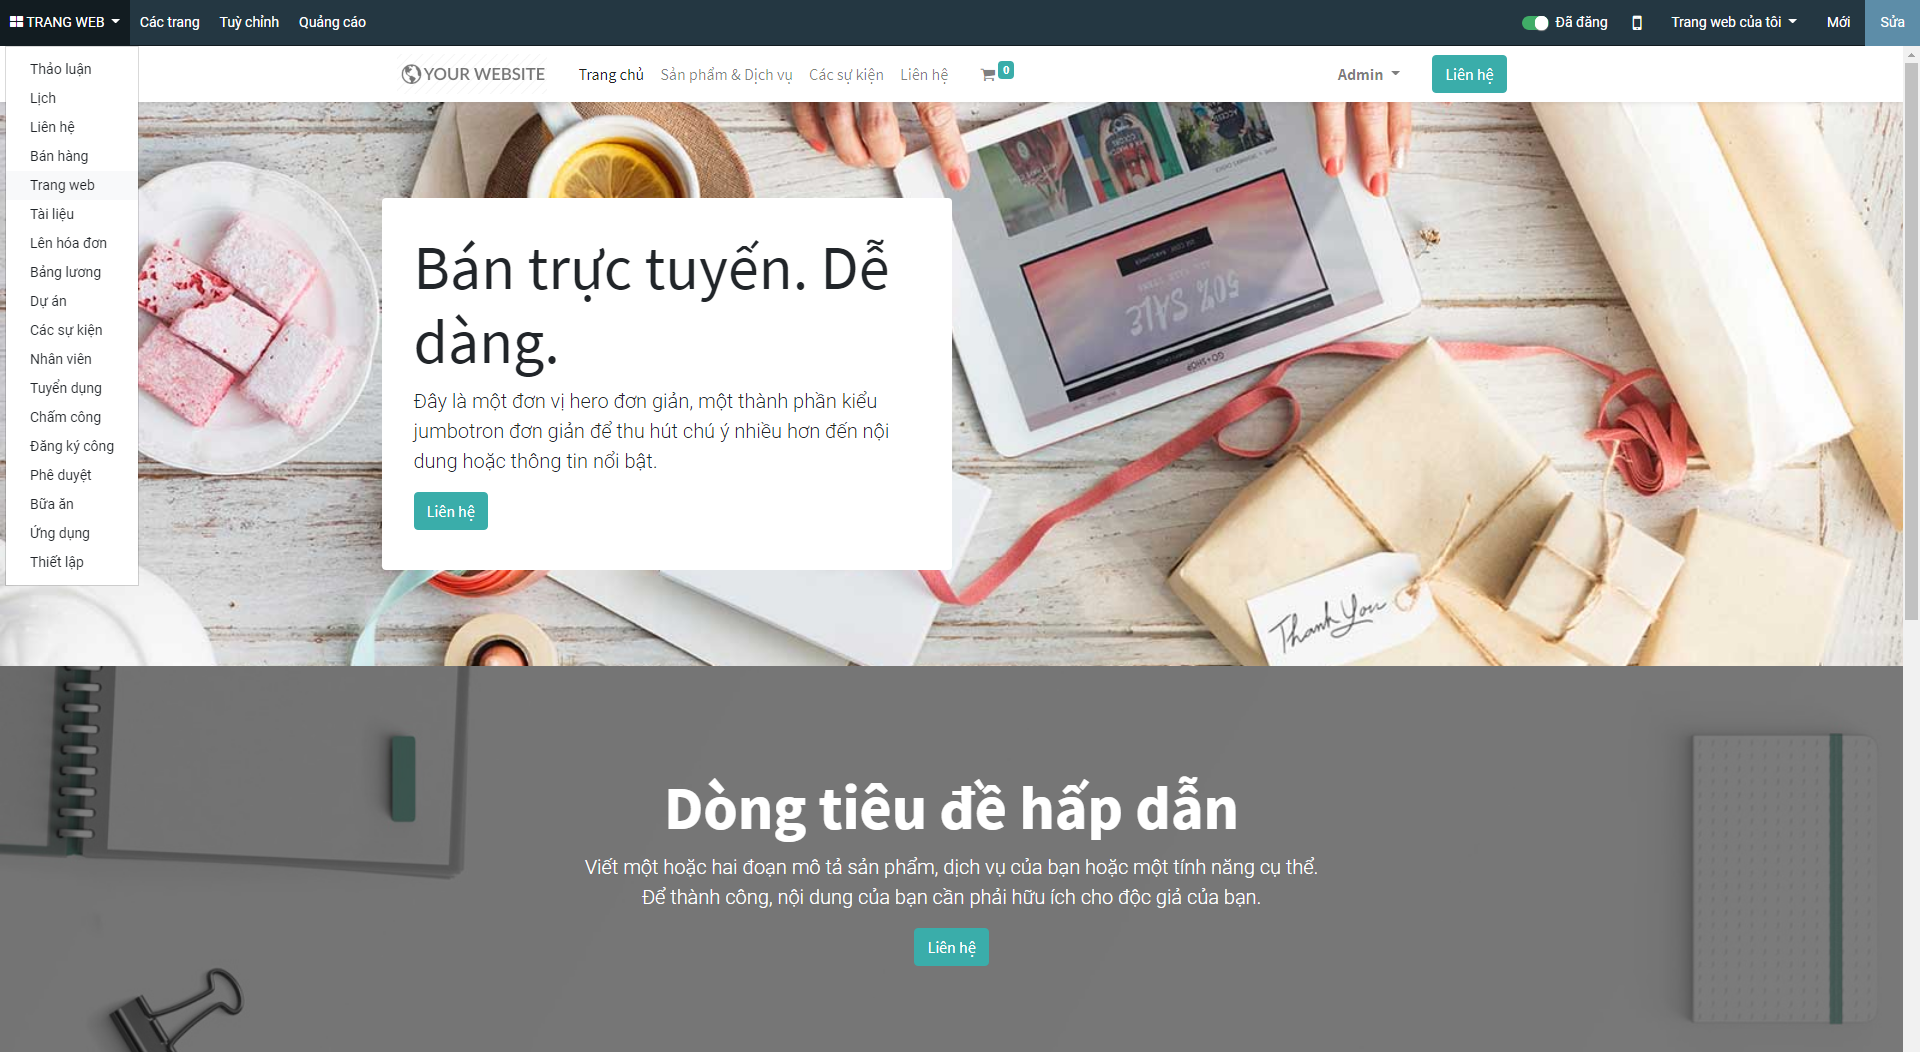 TRANG WEB
Các trang
Tuỳ chỉnh
Quảng cáo
Đã đăng
Trang web của tôi
Mới
Sửa
Thảo luận
Lịch
Liên hệ
Bán hàng
Trang web
Tài liệu
Lên hóa đơn
Bảng lương
Dự án
Các sự kiện
Nhân viên
Tuyển dụng
Chấm công
Đăng ký công
Phê duyệt
Bữa ăn
Ứng dụng
Thiết lập
YOUR WEBSITE
Trang chủ
Sản phẩm & Dịch vụ
Các sự kiện
Liên hệ
0
Admin
Liên hệ
Bán trực tuyến. Dễ
dàng.
Đây là một đơn vị hero đơn giản, một thành phần kiểu
jumbotron đơn giản để thu hút chú ý nhiều hơn đến nội
dung hoặc thông tin nổi bật.
Liên hệ
50% SALE
GO SHOP
Thank You
Dòng tiêu đề hấp dẫn
Viết một hoặc hai đoạn mô tả sản phẩm, dịch vụ của bạn hoặc một tính năng cụ thể.
Để thành công, nội dung của bạn cần phải hữu ích cho độc giả của bạn.
Liên hệ